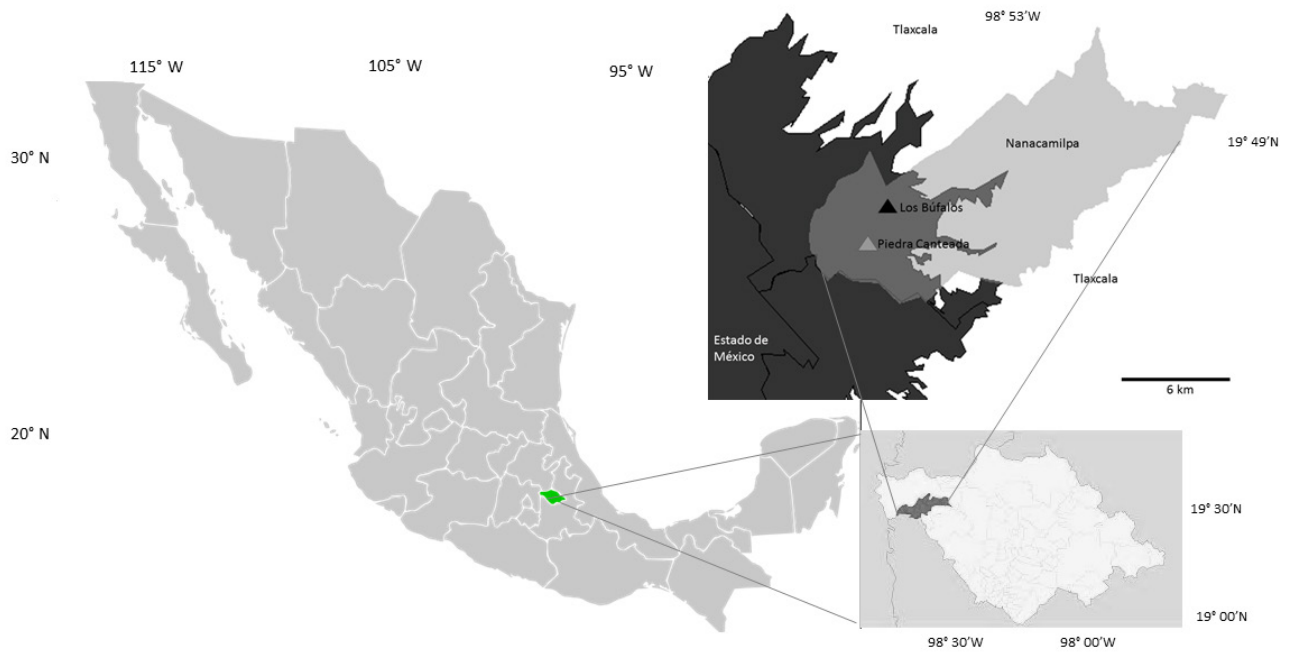 115° W
105° W
95° W
30° N
20° N
Tlaxcala
98° 53’W
Nanacamilpa
19° 49’N
Los Búfalos
Piedra Canteada
Tlaxcala
Estado de
México
6 km
19° 30’N
19° 00’N
98° 30’W
98° 00’W